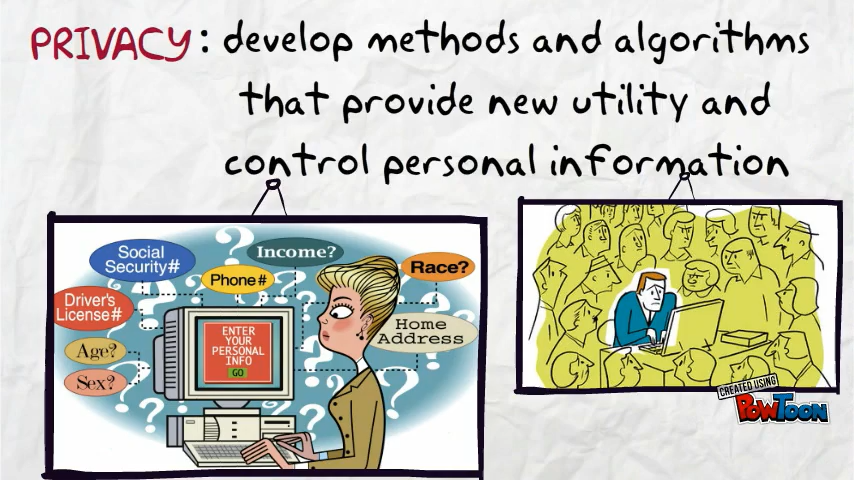 PRIVACY: develop methods and algorithms
that provide new utility and
control personal information
Social
Security#
Income?
Phone#
Race?
Driver's
License#
Home
Address
Age?
Sex?
ENTER
YOUR
PERSONAL
INFO
GO
CREATED USING
POWTOON